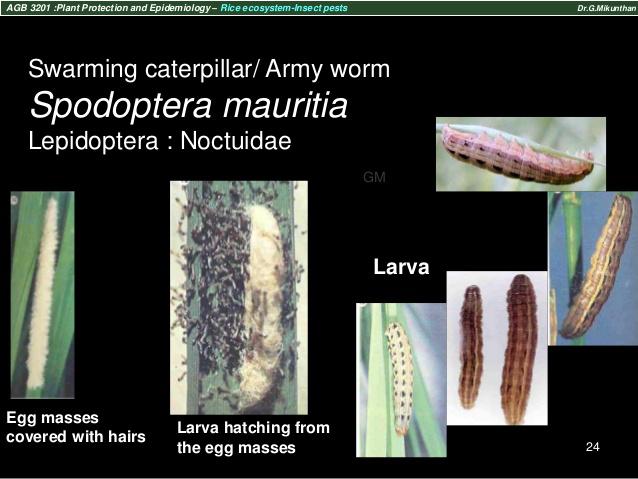 AGB 3201 :Plant Protection and Epidemiology – Rice ecosystem-Insect pests
Dr.G.Mikunthan
Swarming caterpillar/ Army worm
Spodoptera mauritia
Lepidoptera : Noctuidae
GM
Larva
Egg masses
covered with hairs
Larva hatching from
the egg masses
24